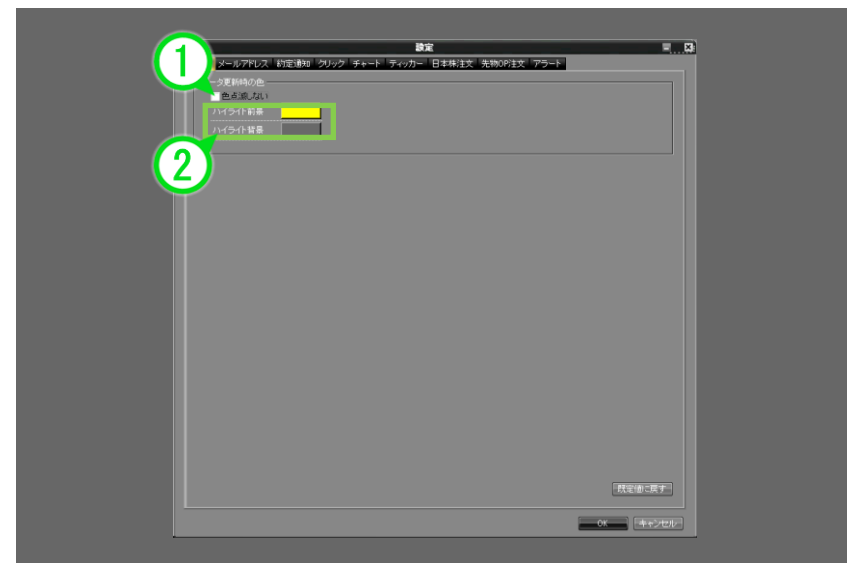 設定
メールアドレス 約定通知 クリック チャート ティッカー 日本株注文 先物OP注文 アラート
1
ータ更新時の色
色点滅しない
ハイライト前景
ハイライト背景
2
既定値に戻す
OK キャンセル